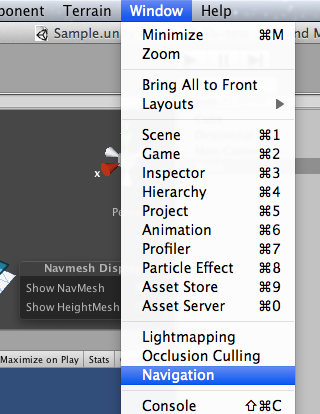 ponent Terrain Window Help
Sample.un
nd M
Minimize ⌘M
Zoom
Bring All to Front
Layouts
Scene ⌘1
Game ⌘2
Inspector ⌘3
Hierarchy ⌘4
Project ⌘5
Animation ⌘6
Profiler ⌘7
Particle Effect ⌘8
Asset Store ⌘9
Asset Server ⌘0
Lightmapping
Occlusion Culling
Navigation
Console ⇧⌘C
x
Pe
Navmesh Disp
Show NavMesh
Show HeightMesh
Maximize on Play Stats